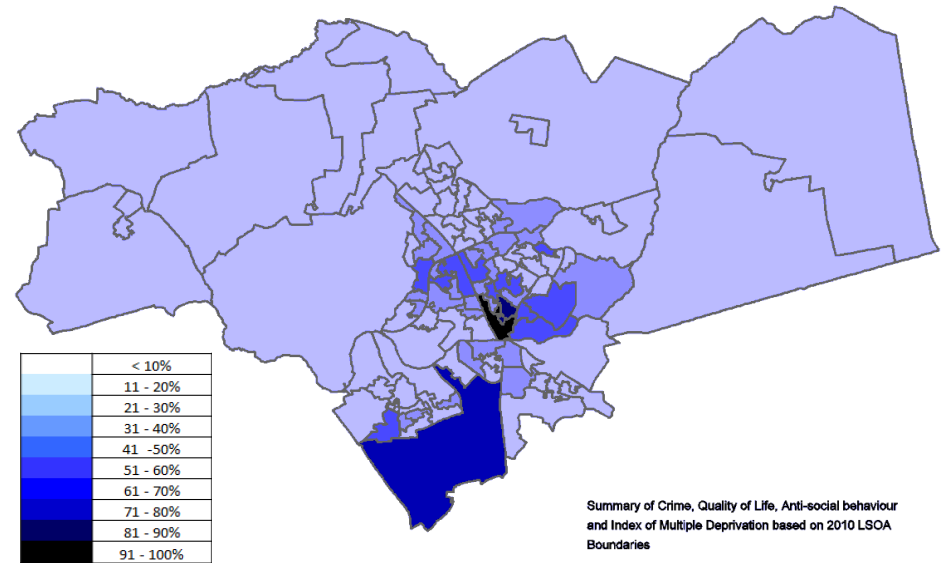 < 10%
11 - 20%
21 - 30%
31 - 40%
41 -50%
51 - 60%
61 - 70%
71 - 80%
81 - 90%
91 - 100%
Summary of Crime, Quality of Life, Anti-social behaviour
and Index of Multiple Deprivation based on 2010 LSOA
Boundaries